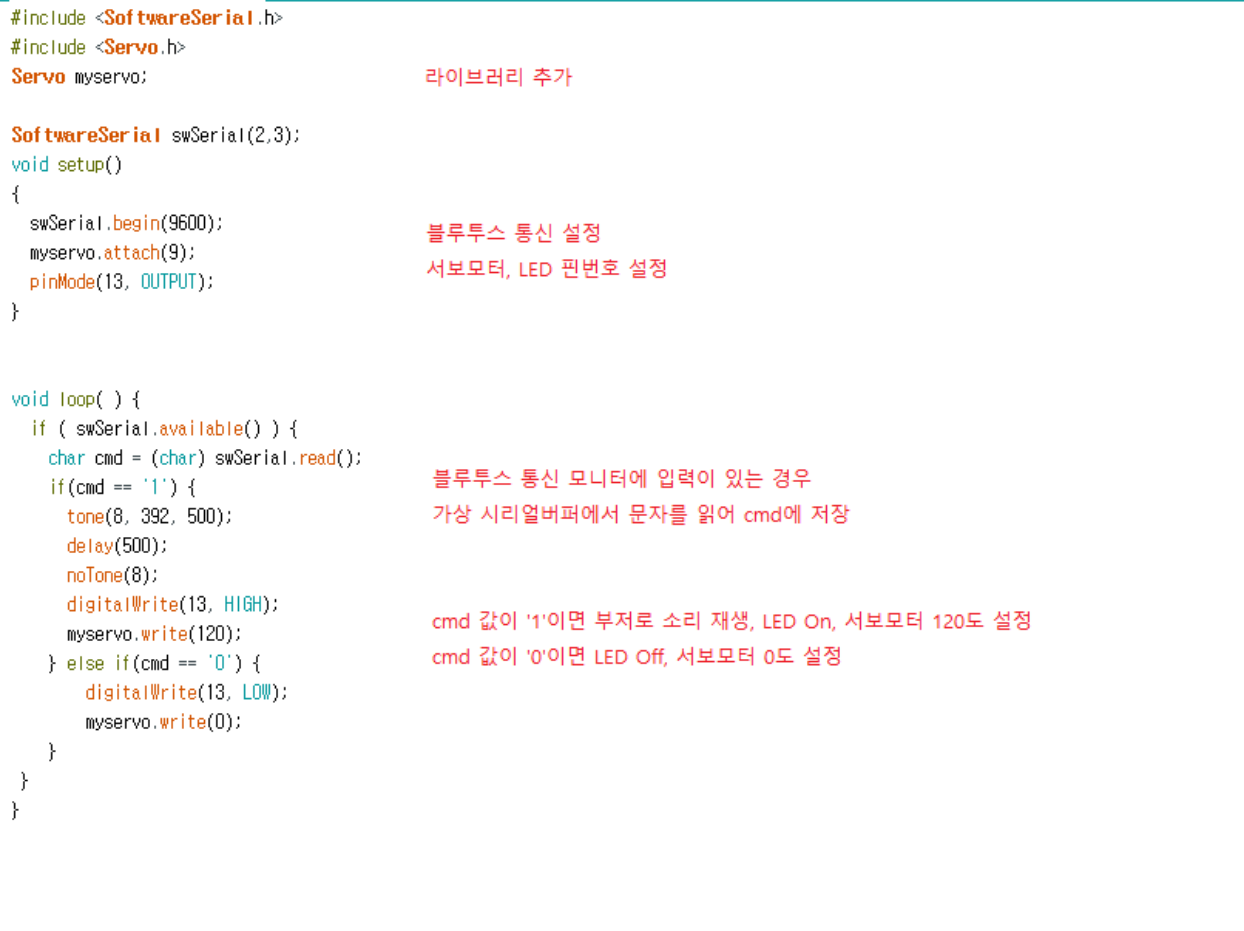 #include <SoftwareSerial.h>
#include <Servo.h>
Servo myservo;
라이브러리 추가
SoftwareSerial swSerial(2,3);
void setup()
{
swSerial.begin(9600);
블루투스 통신 설정
myservo.attach(9);
서보모터, LED 핀번호 설정
pinMode(13, OUTPUT);
}
void loop( ) {
if ( swSerial.available() ) {
char cmd = (char) swSerial.read();
블루투스 통신 모니터에 입력이 있는 경우
if(cmd == '1') {
가상 시리얼버퍼에서 문자를 읽어 cmd에 저장
tone(8, 392, 500);
delay(500);
noTone(8);
digitalWrite(13, HIGH);
cmd 값이 '1'이면 부저로 소리 재생, LED On, 서보모터 120도 설정
myservo.write(120);
cmd 값이 '0'이면 LED Off, 서보모터 0도 설정
} else if(cmd == '0') {
digitalWrite(13, LOW);
myservo.write(0);
}
}
}